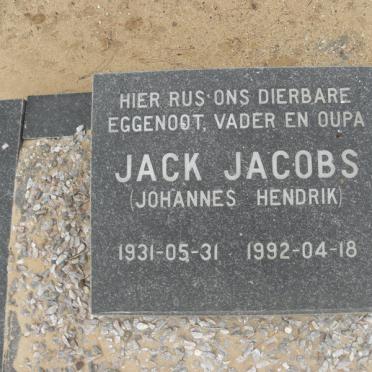 HIER RUS ONS DIERBARE
EGGENOOT, VADER EN OUPA
JACK JACOBS
(JOHANNES HENDRIK)
1931-05-31 1992-04-18